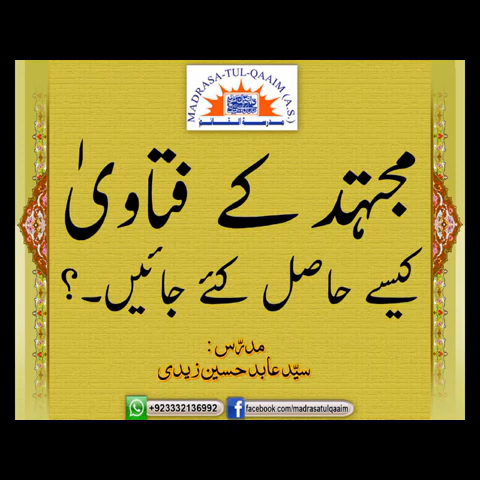 MADRASA-TUL-QAAIM (A.S.)
مدرسۃ القائم
مجتہد کے فتاویٰ
کیسے حاصل کئے جائیں۔؟
مدرّس:
سیّد عابد حسین زیدی
+923332136992 facebook.com/madrasatulqaaim